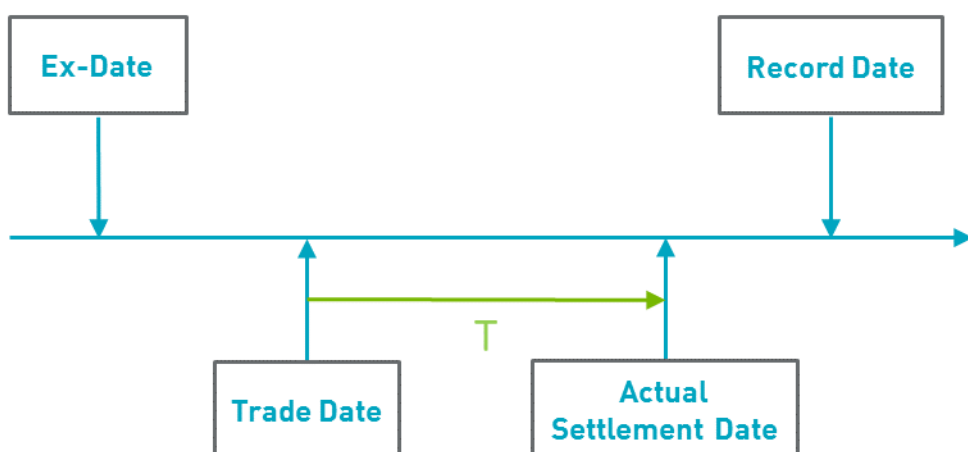 Ex-Date
Record Date
T
Trade Date
Actual
Settlement Date